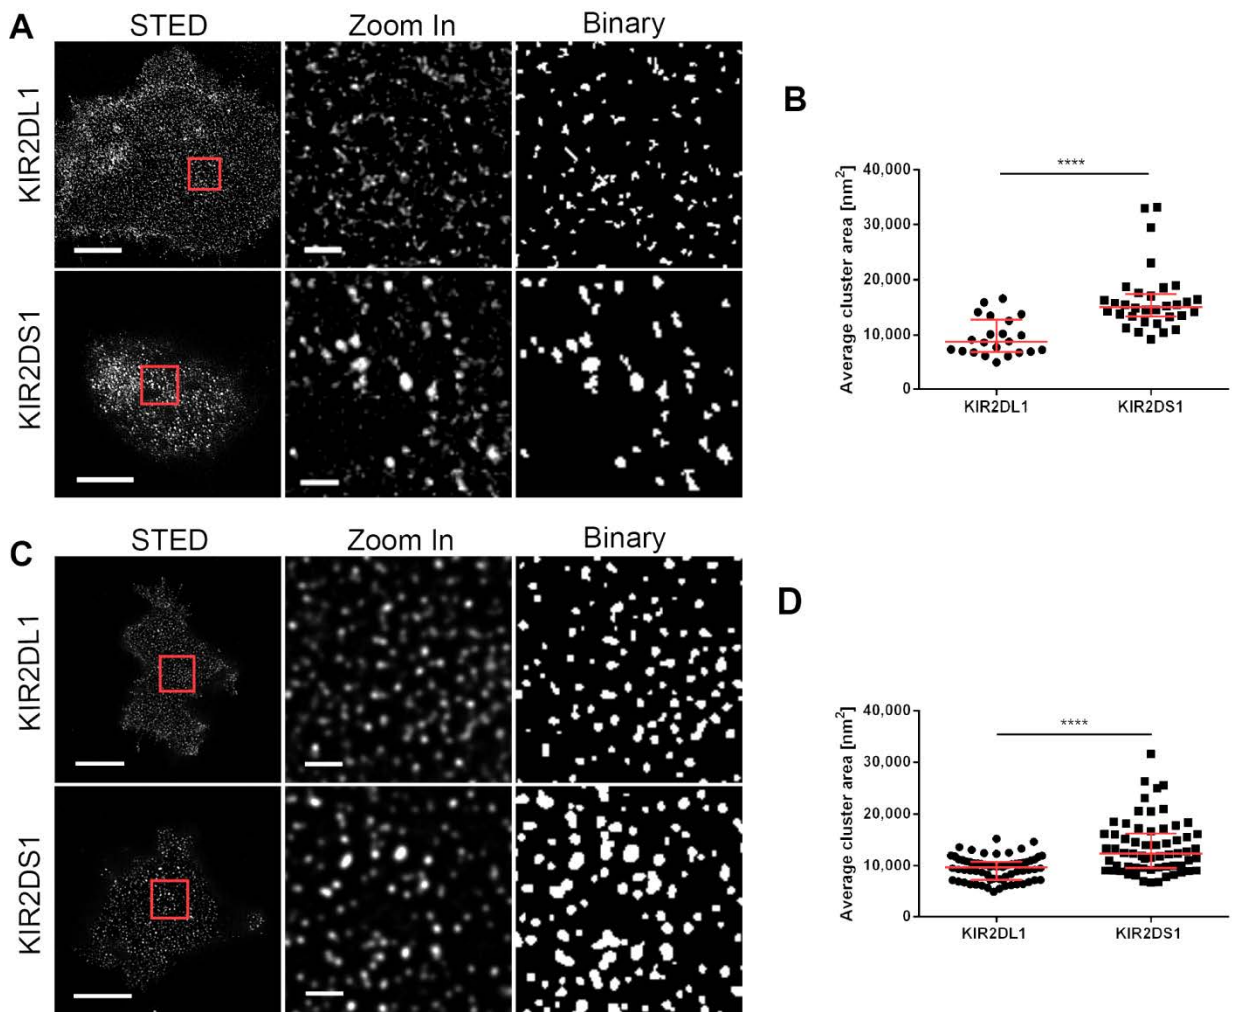 A
STED
Zoom In
Binary
KIR2DL1
KIR2DS1
B
Average cluster area [nm²]
40,000
30,000
20,000
10,000
0
****
KIR2DL1
KIR2DS1
C
STED
Zoom In
Binary
KIR2DL1
KIR2DS1
D
Average cluster area [nm²]
40,000
30,000
20,000
10,000
0
****
KIR2DL1
KIR2DS1